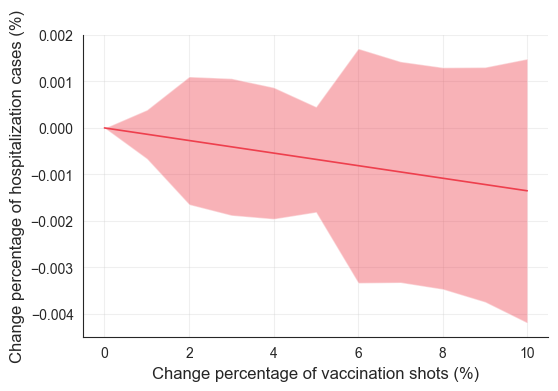 Change percentage of hospitalization cases (%)
0.002
0.001
0.000
−0.001
−0.002
−0.003
−0.004
0 2 4 6 8 10
Change percentage of vaccination shots (%)